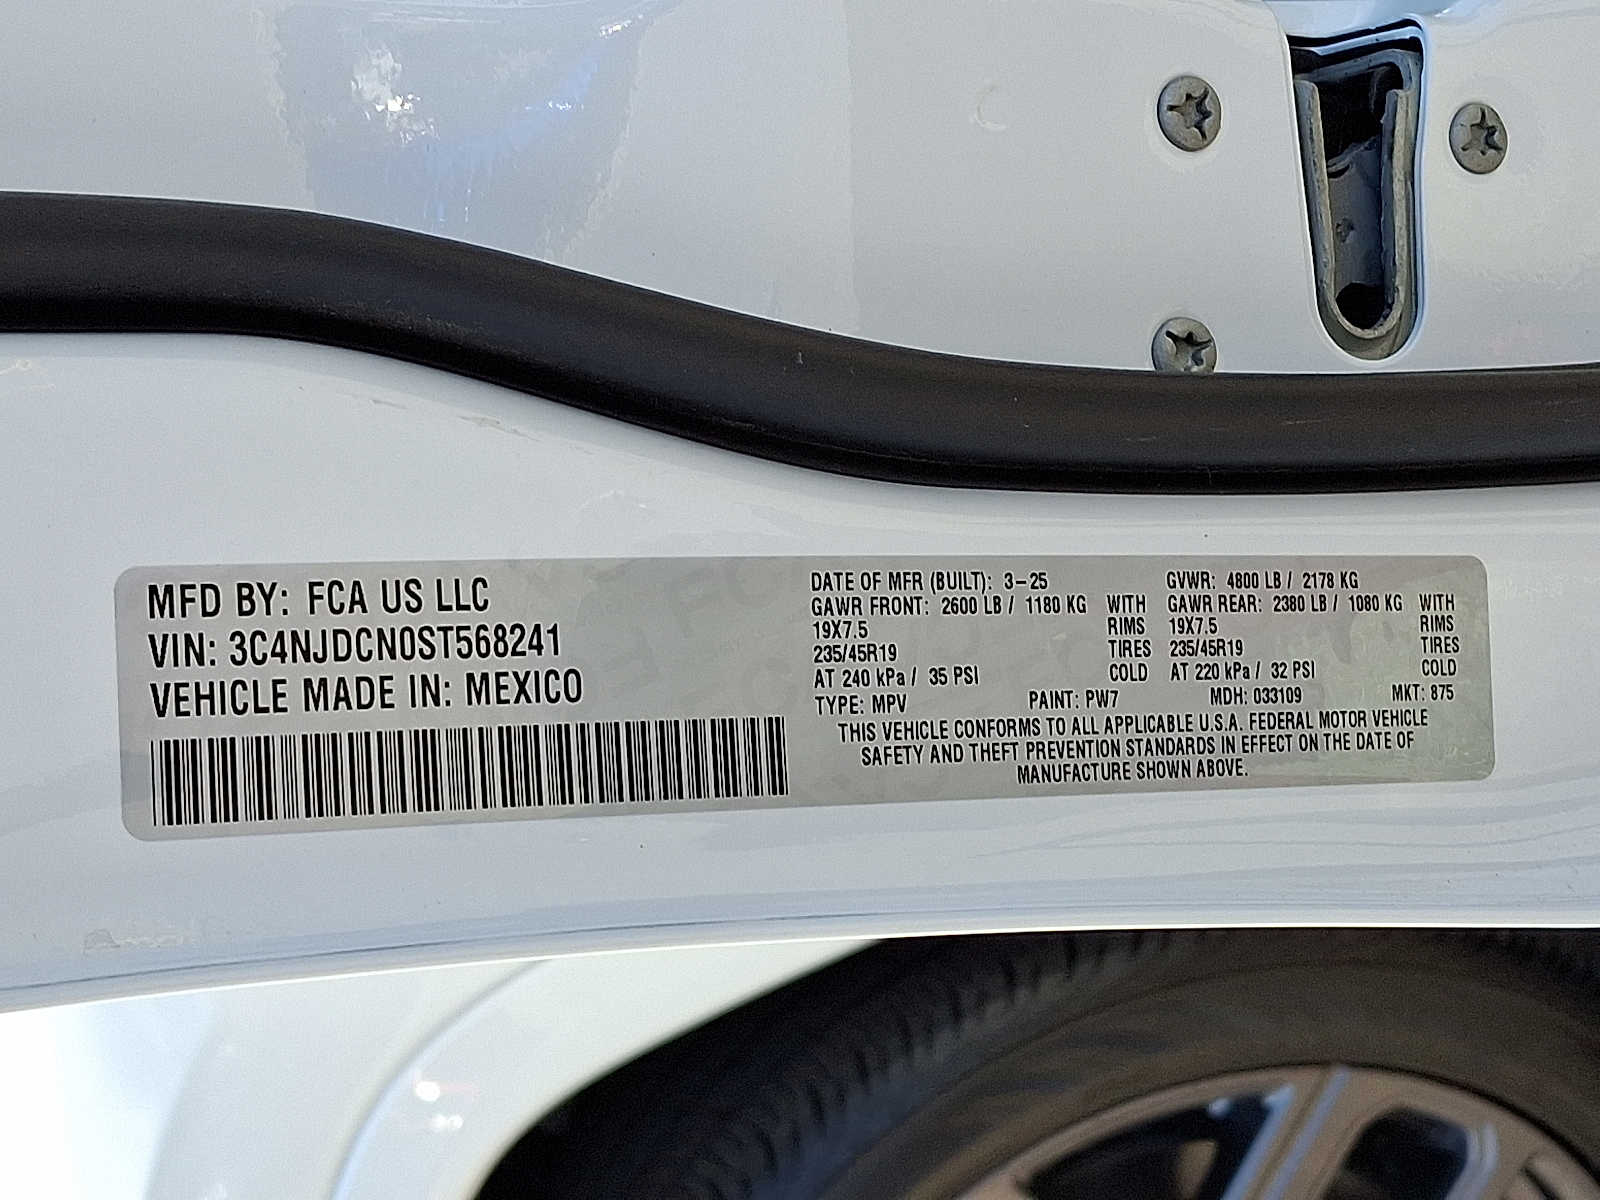 MFD BY: FCA US LLC
VIN: 3C4NJDCN0ST568241
VEHICLE MADE IN: MEXICO
DATE OF MFR (BUILT): 3-25 GVWR: 4800 LB / 2178 KG
GAWR FRONT: 2600 LB / 1180 KG WITH GAWR REAR: 2380 LB / 1080 KG WITH
19X7.5 RIMS 19X7.5 RIMS
235/45R19 TIRES 235/45R19 TIRES
AT 240 kPa / 35 PSI COLD AT 220 kPa / 32 PSI COLD
TYPE: MPV PAINT: PW7 MDH: 033109 MKT: 875
THIS VEHICLE CONFORMS TO ALL APPLICABLE U.S.A. FEDERAL MOTOR VEHICLE
SAFETY AND THEFT PREVENTION STANDARDS IN EFFECT ON THE DATE OF
MANUFACTURE SHOWN ABOVE.